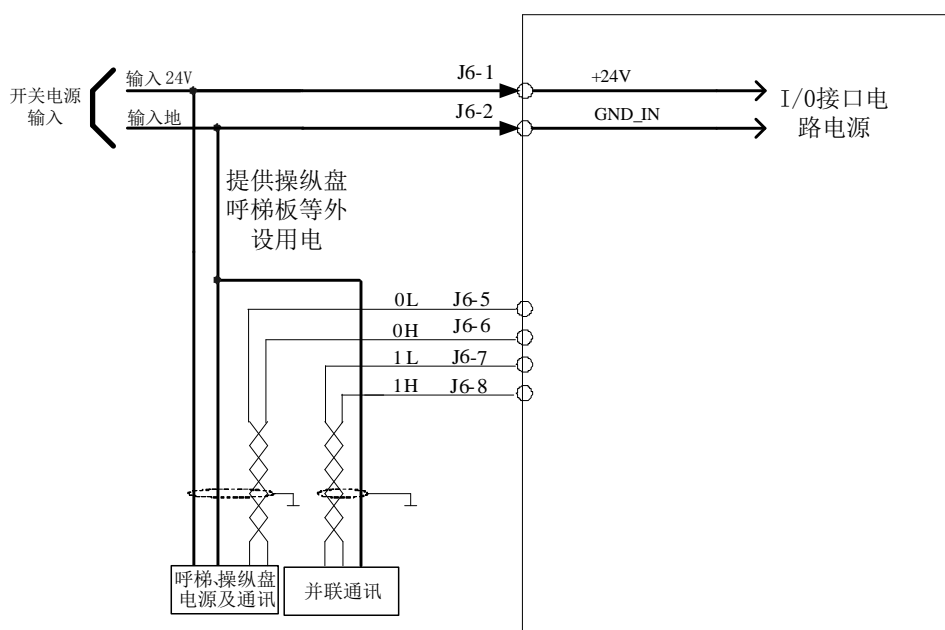 开关电源
输入
输入 24V
输入地
J6-1
J6-2
+24V
GND_IN
I/0接口电
路电源
提供操纵盘
呼梯板等外
设用电
0L J6-5
0H J6-6
1L J6-7
1H J6-8
呼梯、操纵盘
电源及通讯
并联通讯